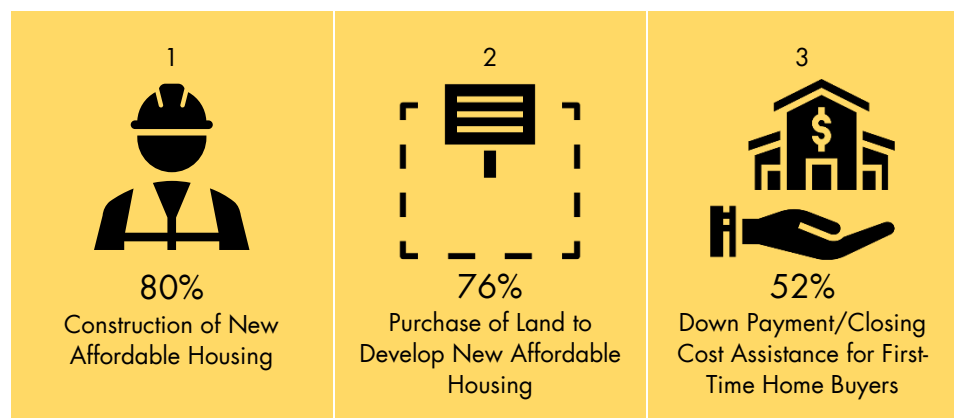 1
80%
Construction of New
Affordable Housing
2
76%
Purchase of Land to
Develop New Affordable
Housing
3
$
52%
Down Payment/Closing
Cost Assistance for First-
Time Home Buyers